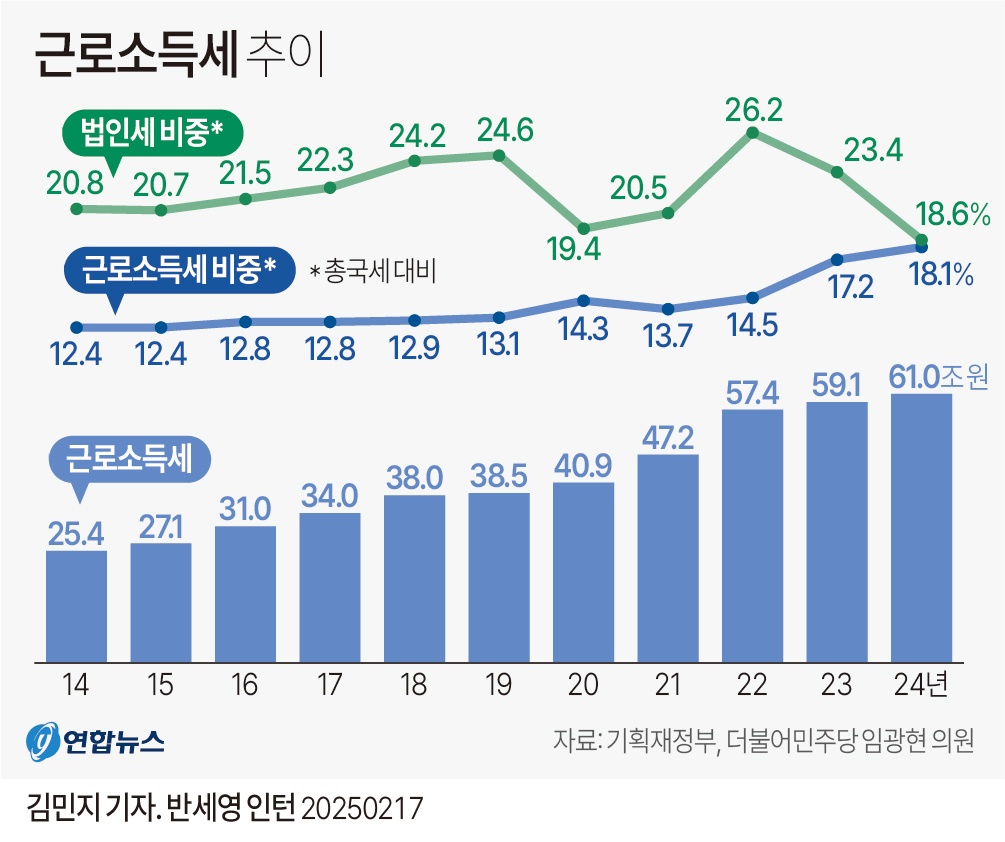 근로소득세 추이
법인세 비중*
20.8 20.7 21.5 22.3 24.2 24.6 19.4 20.5 26.2 23.4 18.6%
근로소득세 비중* *총국세 대비
12.4 12.4 12.8 12.8 12.9 13.1 14.3 13.7 14.5 17.2 18.1%
근로소득세
25.4 27.1 31.0 34.0 38.0 38.5 40.9 47.2 57.4 59.1 61.0조원
14 15 16 17 18 19 20 21 22 23 24년
연합뉴스 자료: 기획재정부, 더불어민주당 임광현 의원
김민지 기자. 반세영 인턴 20250217